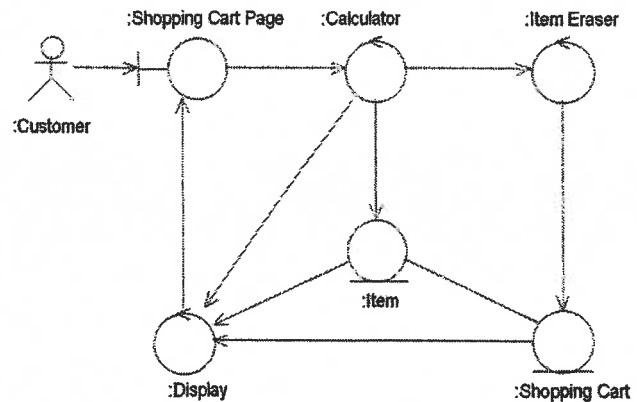 :Shopping Cart Page
:Calculator
:Item Eraser
:Customer
:Item
:Display
:Shopping Cart